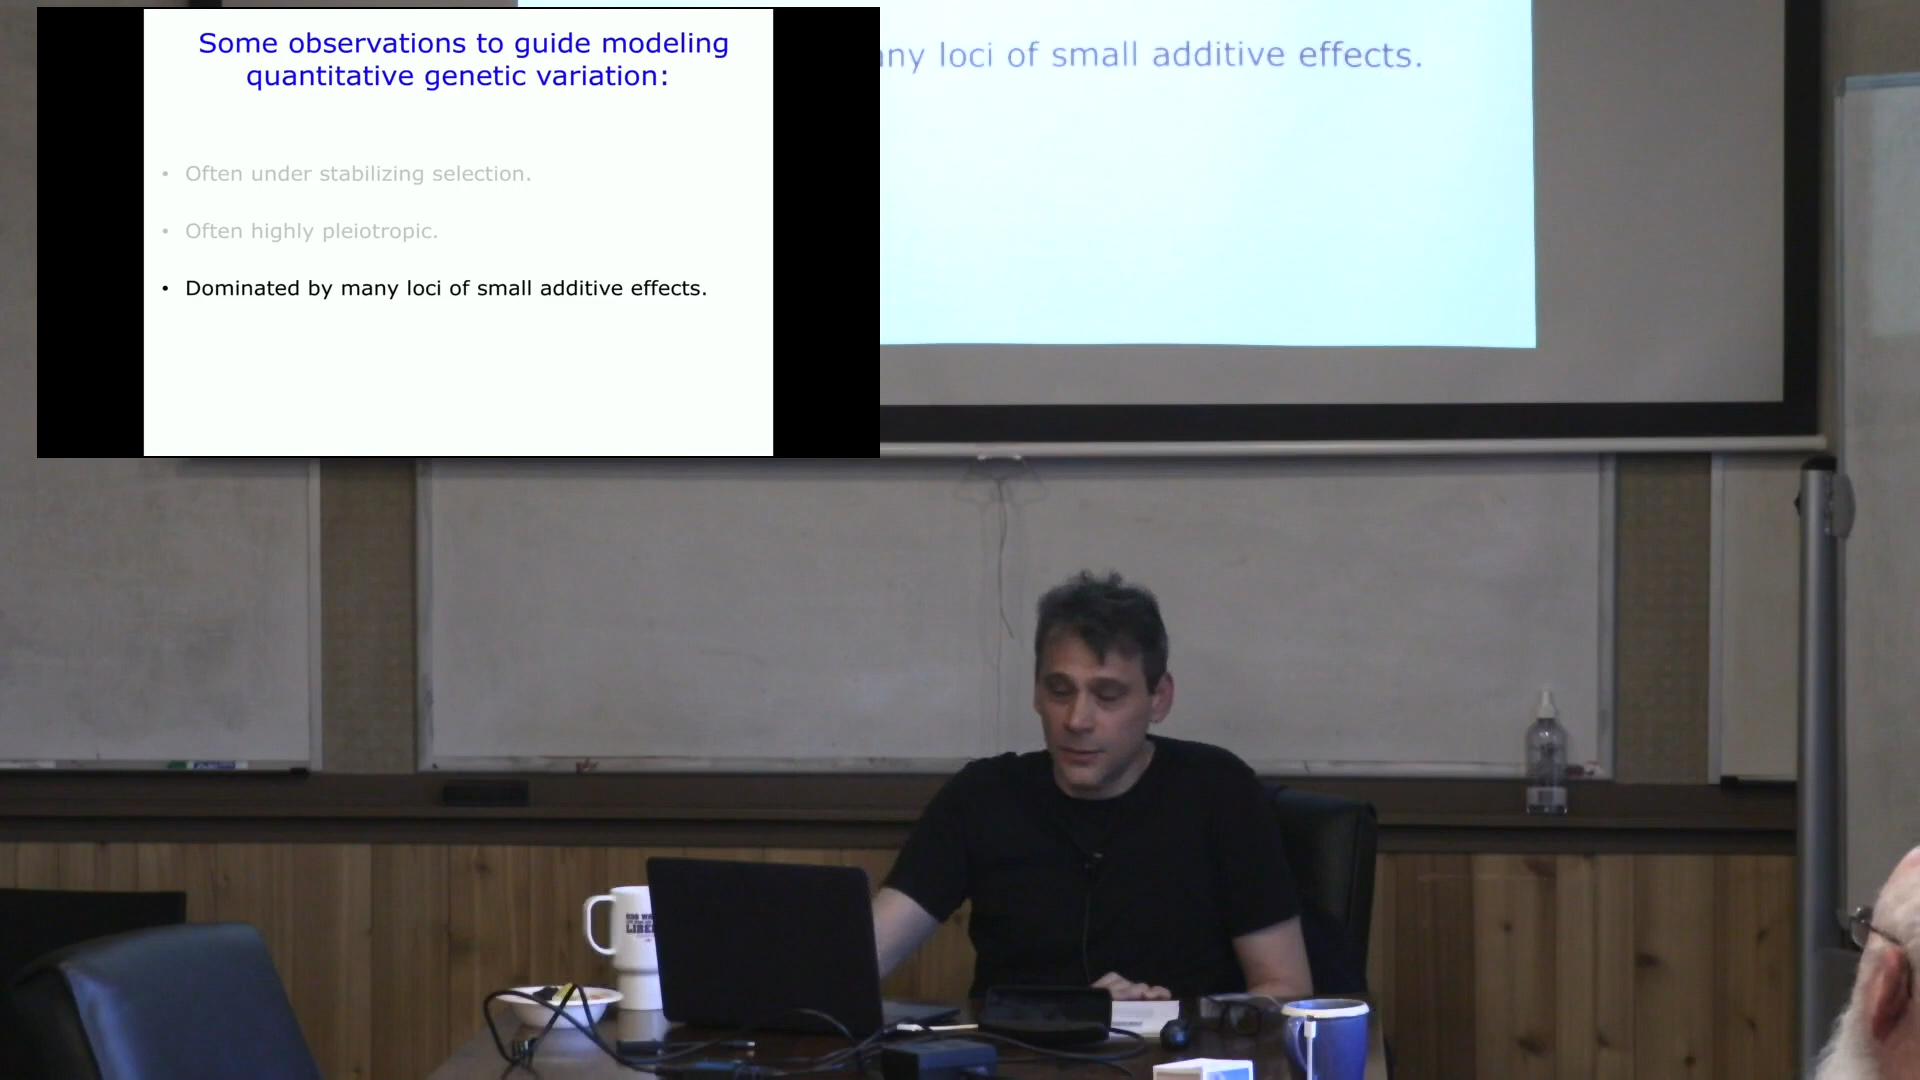 Some observations to guide modeling
quantitative genetic variation:
• Often under stabilizing selection.
• Often highly pleiotropic.
• Dominated by many loci of small additive effects.
ny loci of small additive effects.